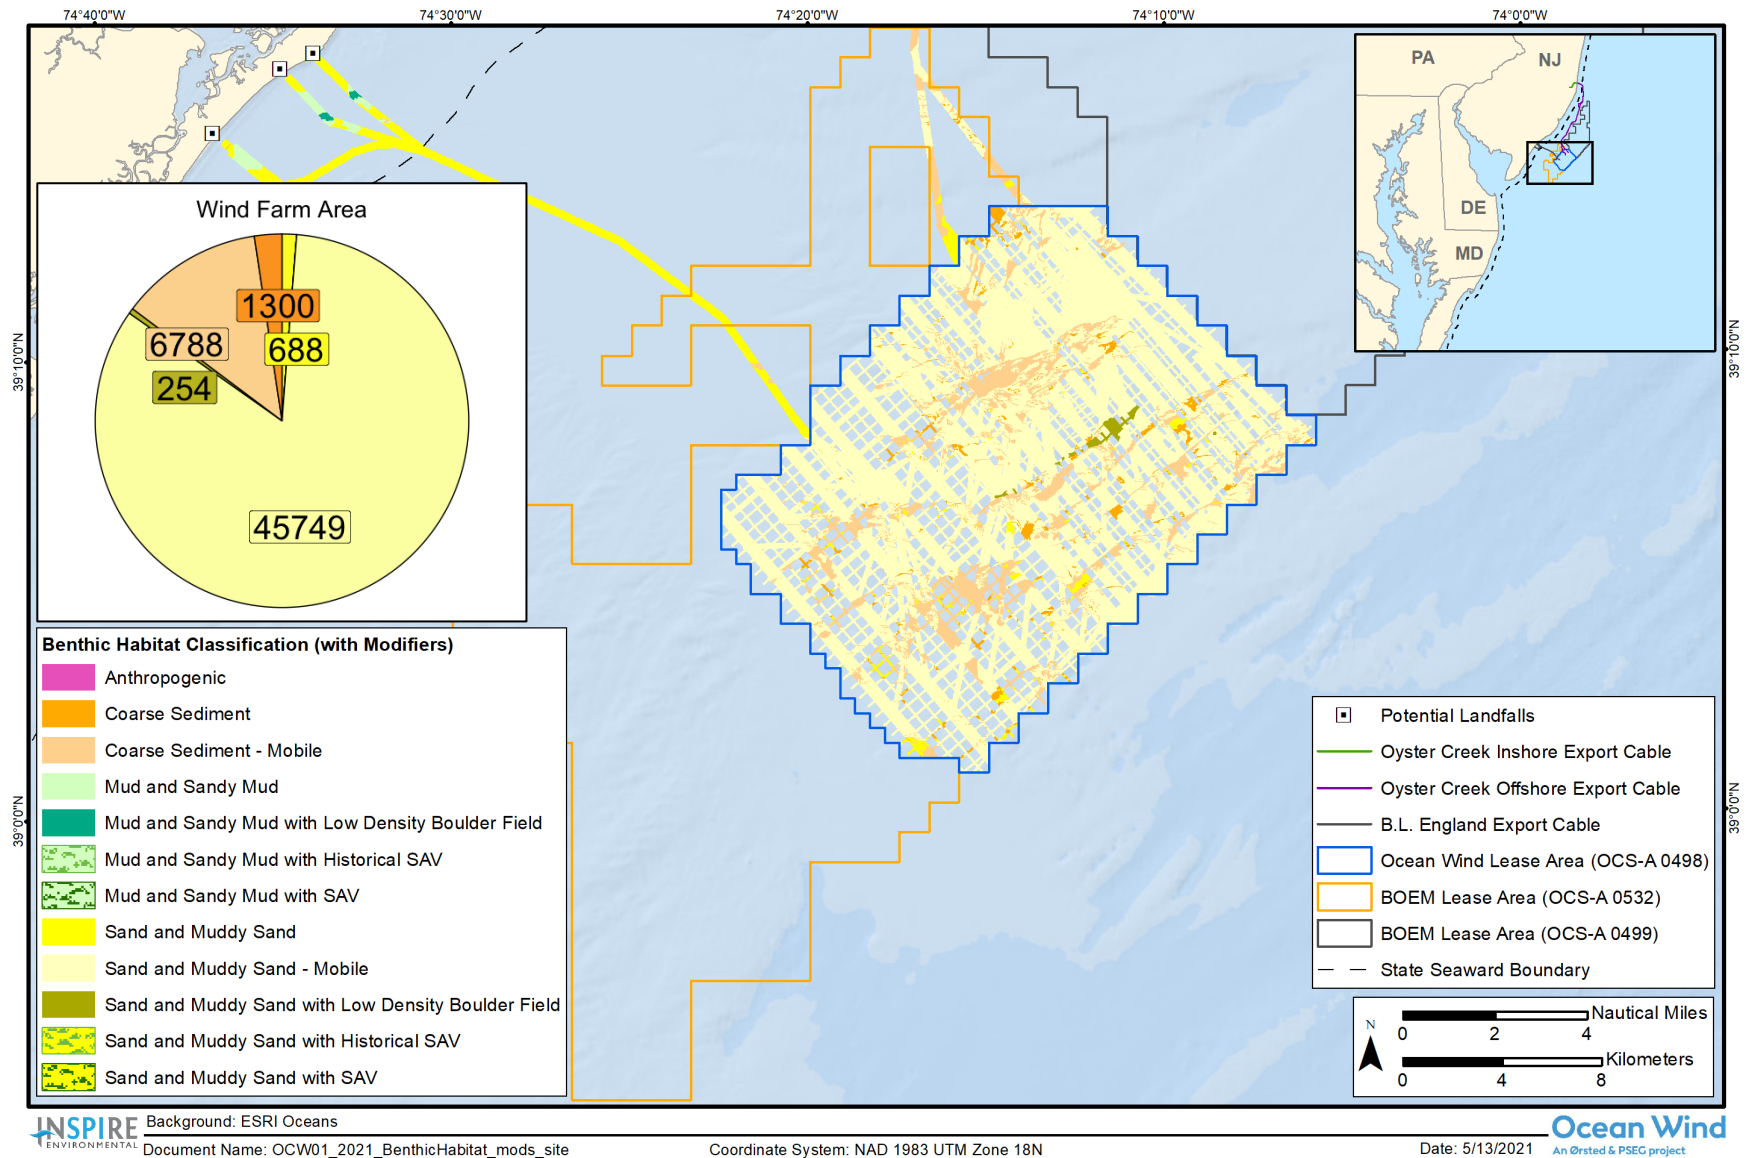 74°40'0"W
74°30'0"W
74°20'0"W
74°10'0"W
74°0'0"W
39°10'0"N
39°0'0"N
39°10'0"N
39°0'0"N
PA
NJ
DE
MD
Wind Farm Area
1300
6788
688
254
45749
Benthic Habitat Classification (with Modifiers)
Anthropogenic
Coarse Sediment
Coarse Sediment - Mobile
Mud and Sandy Mud
Mud and Sandy Mud with Low Density Boulder Field
Mud and Sandy Mud with Historical SAV
Mud and Sandy Mud with SAV
Sand and Muddy Sand
Sand and Muddy Sand - Mobile
Sand and Muddy Sand with Low Density Boulder Field
Sand and Muddy Sand with Historical SAV
Sand and Muddy Sand with SAV
Potential Landfalls
Oyster Creek Inshore Export Cable
Oyster Creek Offshore Export Cable
B.L. England Export Cable
Ocean Wind Lease Area (OCS-A 0498)
BOEM Lease Area (OCS-A 0532)
BOEM Lease Area (OCS-A 0499)
State Seaward Boundary
N
Nautical Miles
0 2 4
Kilometers
0 4 8
INSPIRE
ENVIRONMENTAL
Background: ESRI Oceans
Document Name: OCW01_2021_BenthicHabitat_mods_site
Coordinate System: NAD 1983 UTM Zone 18N
Date: 5/13/2021
Ocean Wind
An Ørsted & PSEG project